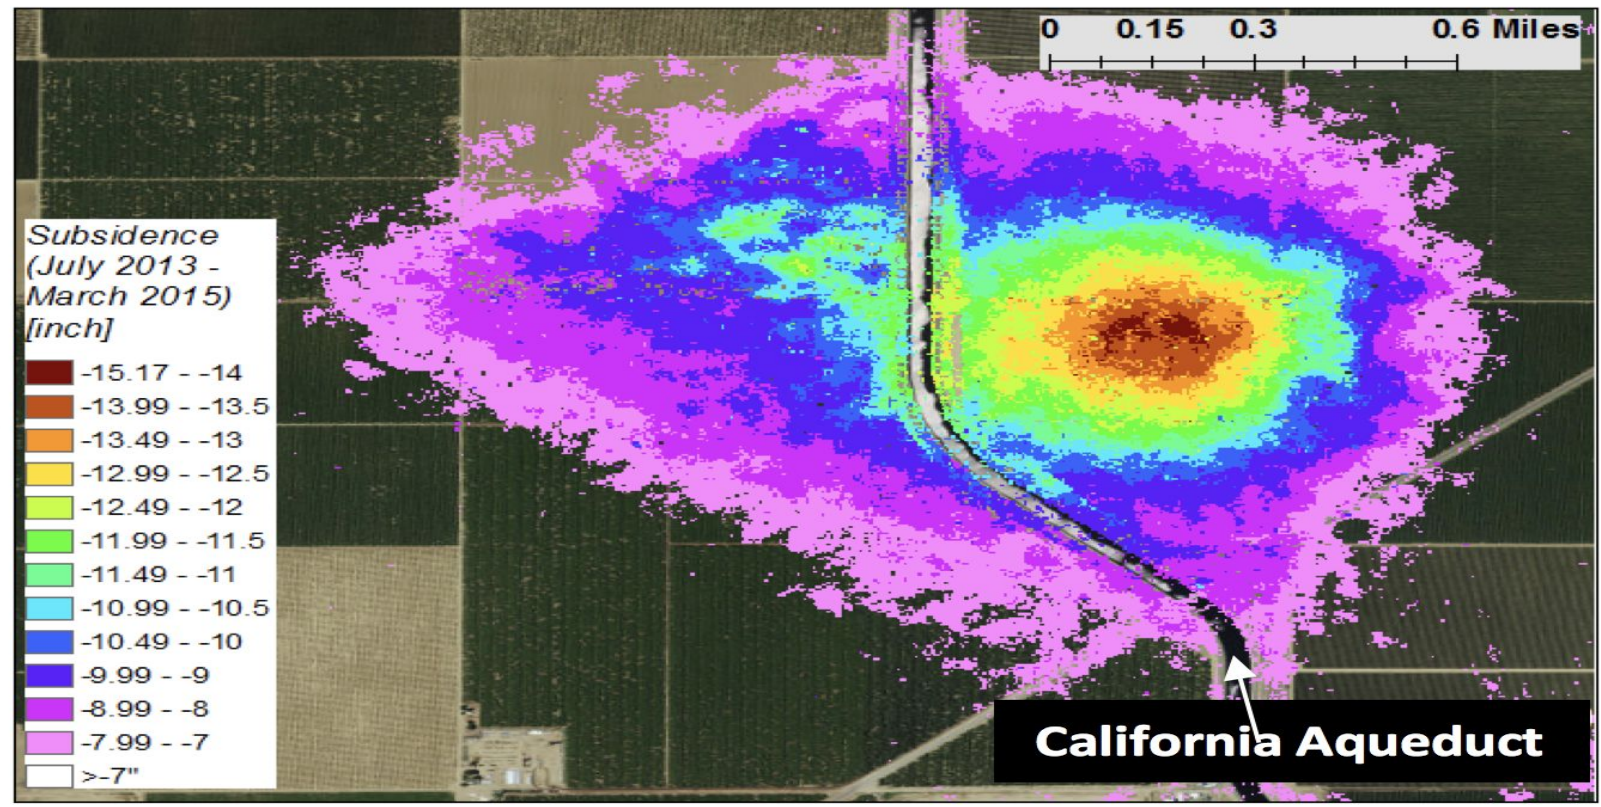 0 0.15 0.3 0.6 Miles
Subsidence
(July 2013 -
March 2015)
[inch]
-15.17 - -14
-13.99 - -13.5
-13.49 - -13
-12.99 - -12.5
-12.49 - -12
-11.99 - -11.5
-11.49 - -11
-10.99 - -10.5
-10.49 - -10
-9.99 - -9
-8.99 - -8
-7.99 - -7
>-7"
California Aqueduct